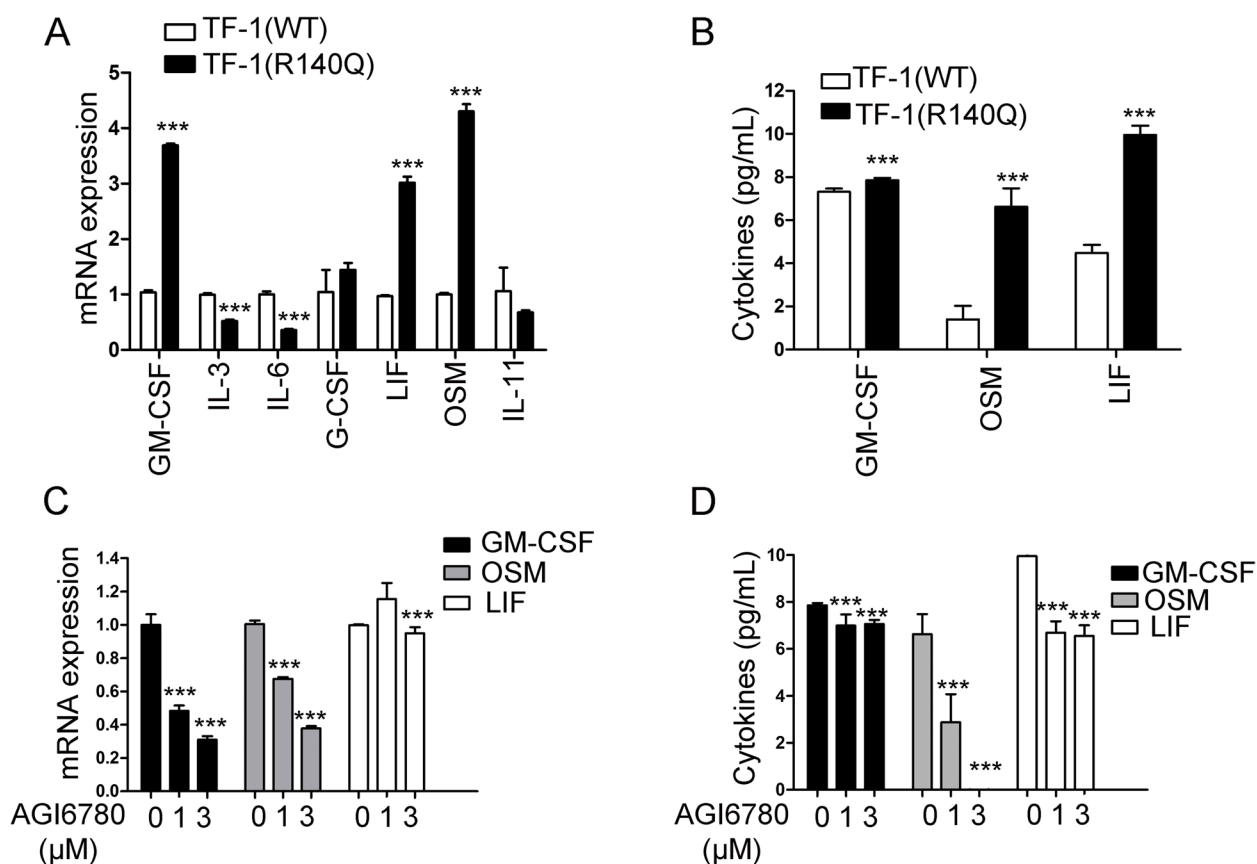 A
TF-1(WT)
TF-1(R140Q)
mRNA expression
5
4
3
2
1
0
***
***
***
***
***
GM-CSF
IL-3
IL-6
G-CSF
LIF
OSM
IL-11
B
TF-1(WT)
TF-1(R140Q)
Cytokines (pg/mL)
12
10
8
6
4
2
0
***
***
***
GM-CSF
OSM
LIF
C
GM-CSF
OSM
LIF
mRNA expression
1.4
1.2
1.0
0.8
0.6
0.4
0.2
0.0
***
***
***
***
***
AGI6780 0 1 3 0 1 3 0 1 3
(µM)
D
GM-CSF
OSM
LIF
Cytokines (pg/mL)
10
8
6
4
2
0
***
***
***
***
***
***
AGI6780 0 1 3 0 1 3 0 1 3
(µM)